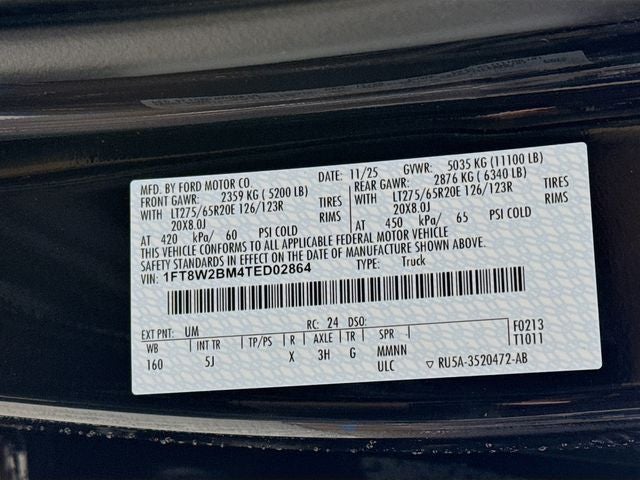 MFD. BY FORD MOTOR CO. DATE: 11/25 GVWR: 5035 KG (11100 LB)
FRONT GAWR: 2359 KG (5200 LB) REAR GAWR: 2876 KG (6340 LB)
WITH LT275/65R20E 126/123R TIRES WITH LT275/65R20E 126/123R TIRES
20X8.0J RIMS 20X8.0J RIMS
AT 420 kPa/ 60 PSI COLD AT 450 kPa/ 65 PSI COLD
THIS VEHICLE CONFORMS TO ALL APPLICABLE FEDERAL MOTOR VEHICLE
SAFETY STANDARDS IN EFFECT ON THE DATE OF MANUFACTURE SHOWN ABOVE.
VIN: 1FT8W2BM4TED02864 TYPE: Truck
EXT PNT: UM RC: 24 DSO: F0213
WB INT TR TP/PS R AXLE TR SPR T1011
160 5J X 3H G MMNN
ULC ▽ RU5A-3520472-AB